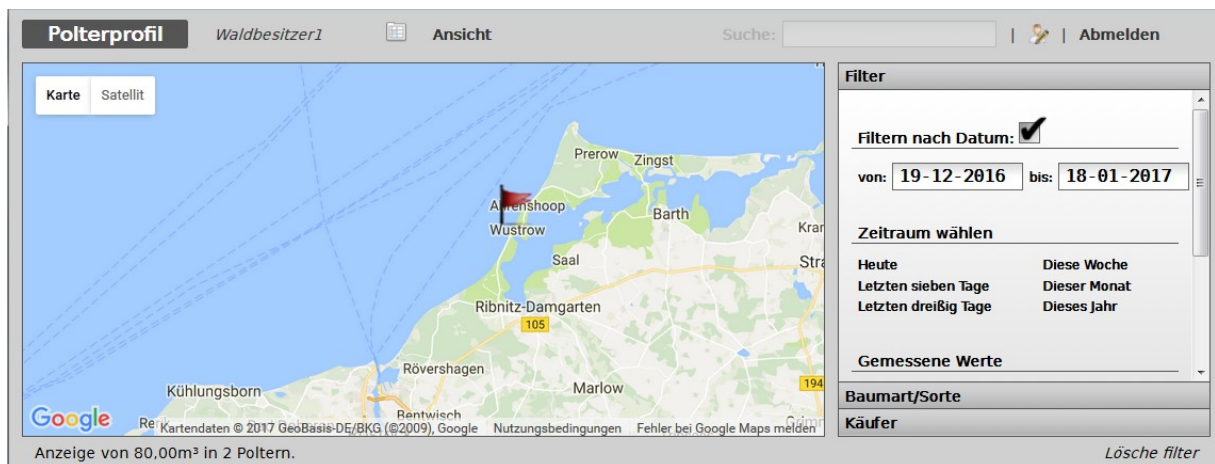 Polterprofil Waldbesitzer1 Ansicht Suche: | | Abmelden
Karte Satellit
Prerow
Zingst
Ahrenshoop
Barth
Wustrow
Saal
Ribnitz-Damgarten
105
Rövershagen
Kühlungsborn
Marlow
194
Bentwisch
Google
Kartendaten © 2017 GeoBasis-DE/BKG (©2009), Google Nutzungsbedingungen Fehler bei Google Maps melden
Filter
Filtern nach Datum:
von: 19-12-2016 bis: 18-01-2017
Zeitraum wählen
Heute Diese Woche
Letzten sieben Tage Dieser Monat
Letzten dreißig Tage Dieses Jahr
Gemessene Werte
Baumart/Sorte
Käufer
Anzeige von 80,00m³ in 2 Poltern. Lösche filter